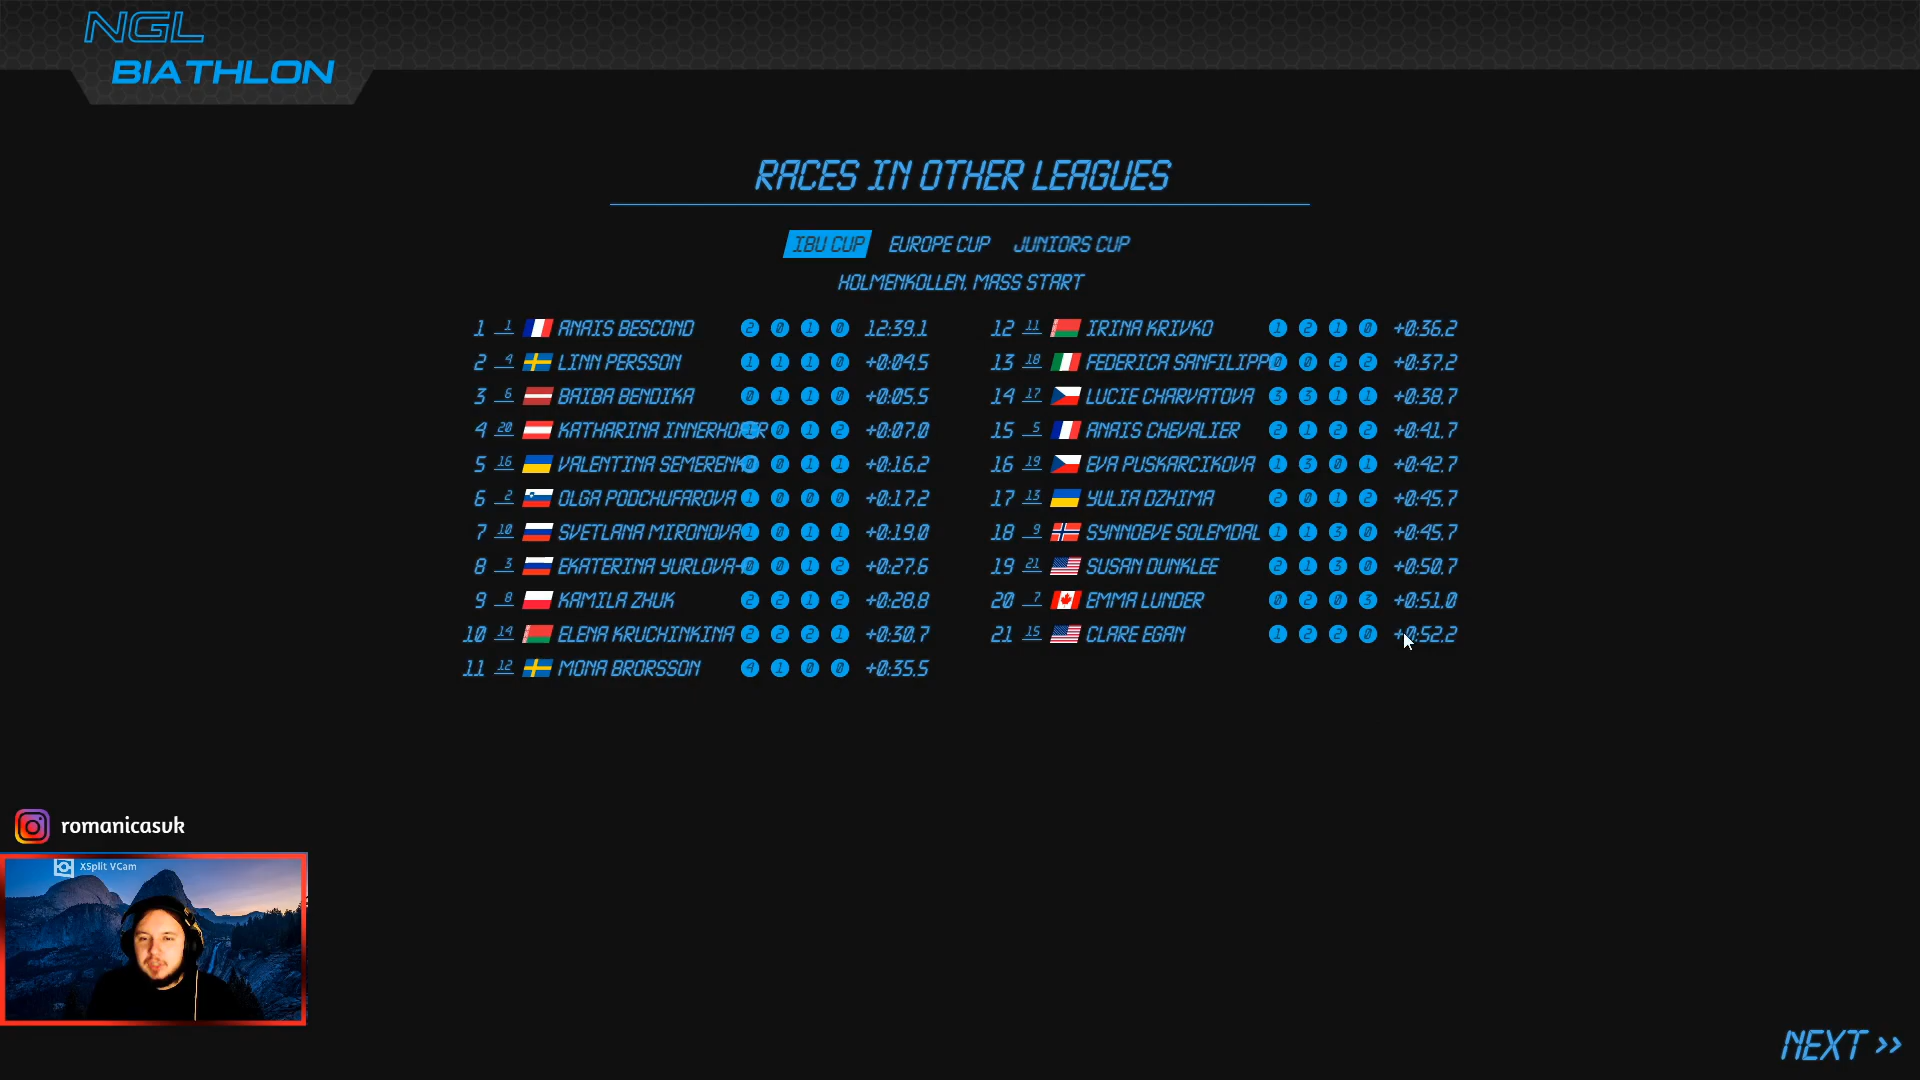 NGL
BIATHLON
RACES IN OTHER LEAGUES
IBU CUP EUROPE CUP JUNIORS CUP
HOLMENKOLLEN, MASS START
1 1 ANAIS BESCOND 2 0 1 0 12:39.1
2 4 LINN PERSSON 1 1 1 0 +0:04.5
3 6 BAIBA BENDIKA 0 1 1 0 +0:05.5
4 20 KATHARINA INNERHOFER 1 0 1 2 +0:07.0
5 16 VALENTINA SEMERENK 0 0 1 1 +0:16.2
6 2 OLGA PODCHUFAROVA 1 0 0 0 +0:17.2
7 10 SVETLANA MIRONOVA 1 0 1 1 +0:19.0
8 3 EKATERINA YURLOVA- 0 0 1 2 +0:27.6
9 8 KAMILA ZHUK 2 2 1 2 +0:28.8
10 14 ELENA KRUCHINKINA 2 2 2 1 +0:30.7
11 12 MONA BRORSSON 4 1 0 0 +0:35.5
12 11 IRINA KRIVKO 1 2 1 0 +0:36.2
13 18 FEDERICA SANFILIPP 0 0 2 2 +0:37.2
14 17 LUCIE CHARVATOVA 3 3 1 1 +0:38.7
15 5 ANAIS CHEVALIER 2 1 2 2 +0:41.7
16 19 EVA PUSKARCIKOVA 1 3 0 1 +0:42.7
17 13 YULIA DZHIMA 2 0 1 2 +0:45.7
18 9 SYNNOEVE SOLEMDAL 1 1 3 0 +0:45.7
19 21 SUSAN DUNKLEE 2 1 3 0 +0:50.7
20 7 EMMA LUNDER 0 2 0 3 +0:51.0
21 15 CLARE EGAN 1 2 2 0 +0:52.2
romanicasuk
XSplit VCam
NEXT >>